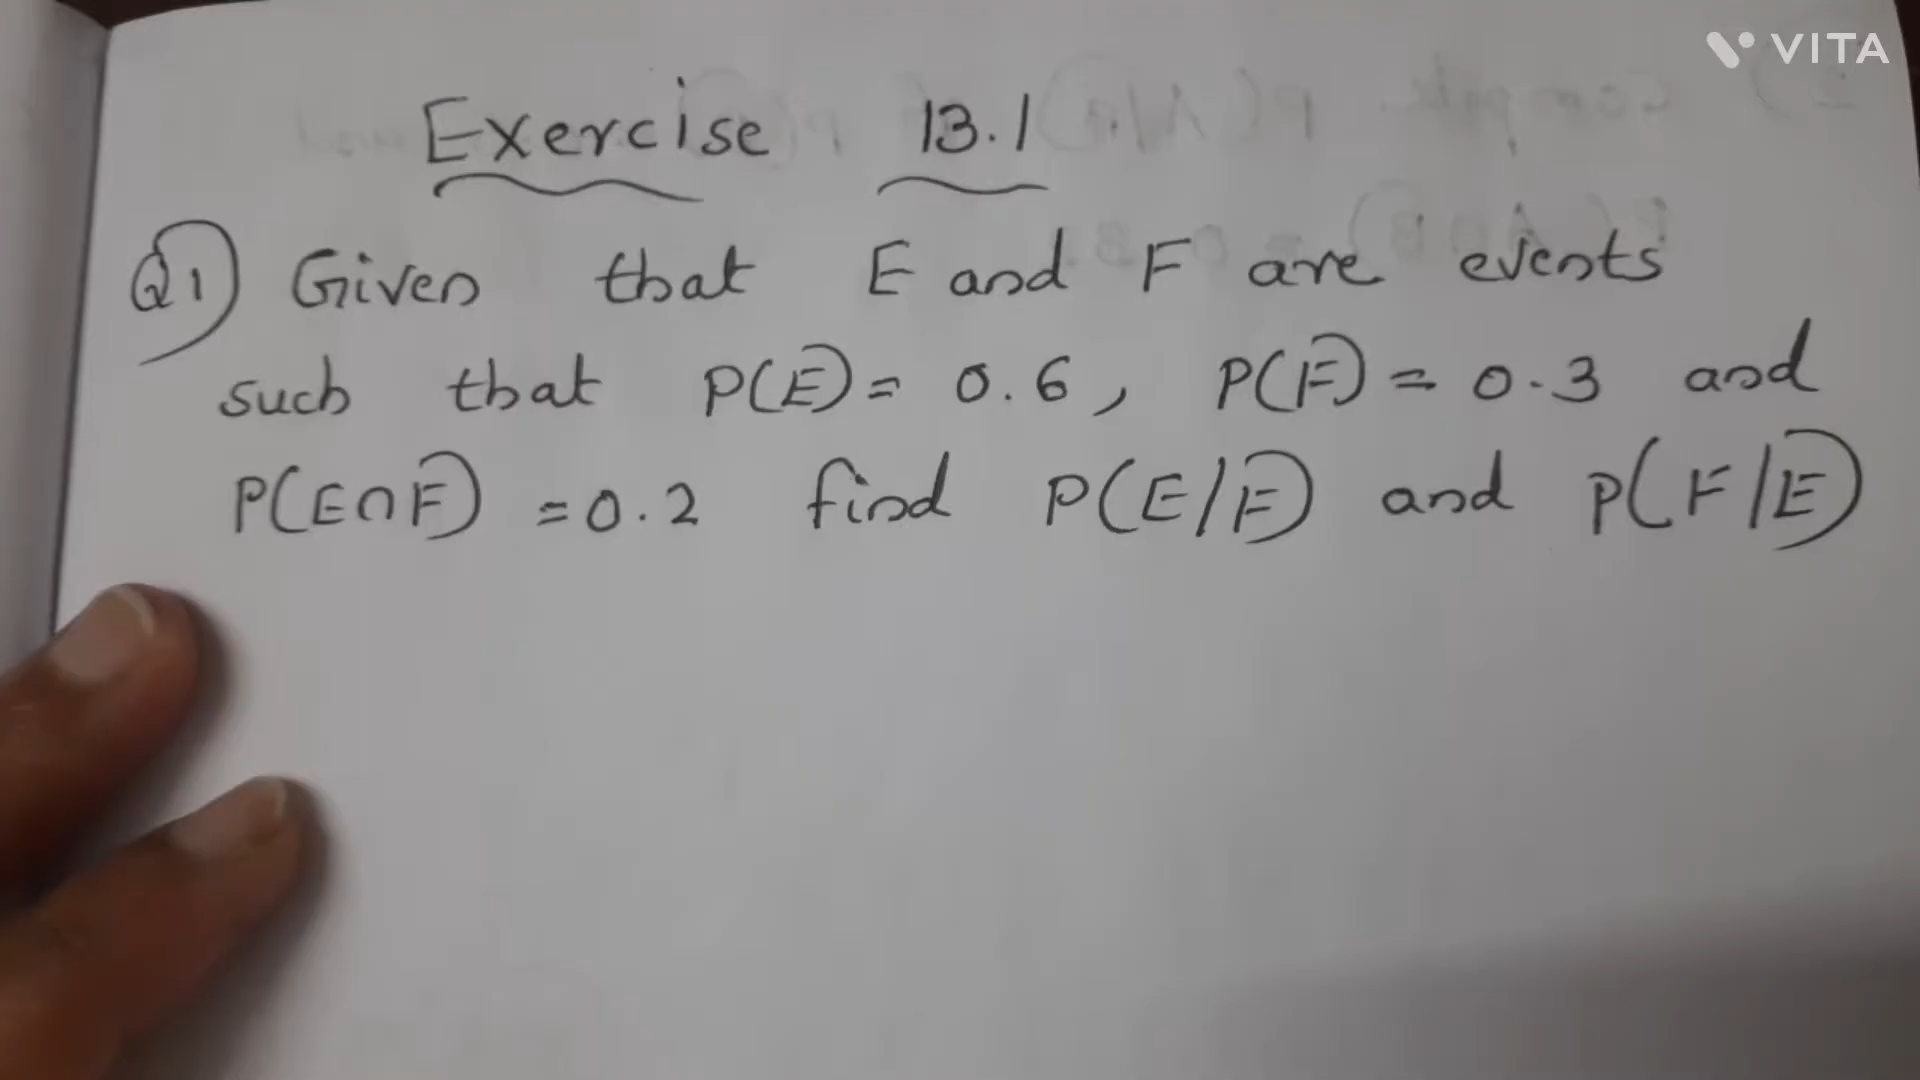 VITA
Exercise 13.1
Q1) Given that E and F are events
such that P(E) = 0.6, P(F) = 0.3 and
P(E∩F) = 0.2 find P(E/F) and P(F/E)